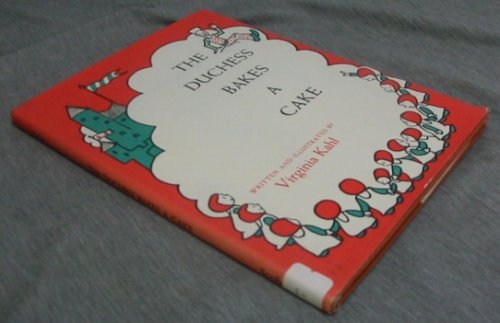 THE
DUCHESS
BAKES
A
CAKE
WRITTEN AND ILLUSTRATED BY
Virginia Kahl